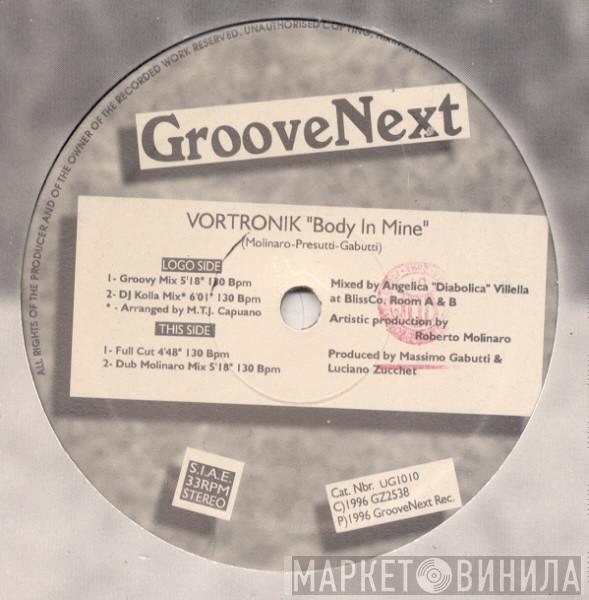 ALL RIGHTS OF THE PRODUCER AND OF THE OWNER OF THE RECORDED WORK RESERVED. UNAUTHORISED COPYING,
GrooveNext
VORTRONIK "Body In Mine"
(Molinaro-Presutti-Gabutti)
LOGO SIDE
1- Groovy Mix 5'18" 130 Bpm
2- DJ Kolla Mix* 6'01" 130 Bpm
* - Arranged by M.T.J. Capuano
THIS SIDE
1- Full Cut 4'48" 130 Bpm
2- Dub Molinaro Mix 5'18" 130 Bpm
Mixed by Angelica "Diabolica" Villella
at BlissCo. Room A & B
Artistic production by
Roberto Molinaro
Produced by Massimo Gabutti &
Luciano Zucchet
S.I.A.E.
33RPM
STEREO
Cat. Nbr. UG1010
C)1996 GZ2538
P)1996 GrooveNext Rec.
МАРКЕТ ВИНИЛА